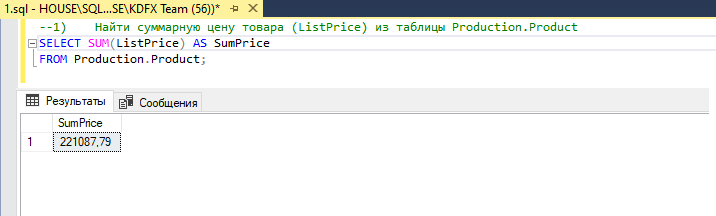 1.sql - HOUSE\SQL...SE\KDFX Team (56))*
--1) Найти суммарную цену товара (ListPrice) из таблицы Production.Product
SELECT SUM(ListPrice) AS SumPrice
FROM Production.Product;
Результаты Сообщения
SumPrice
1 221087,79